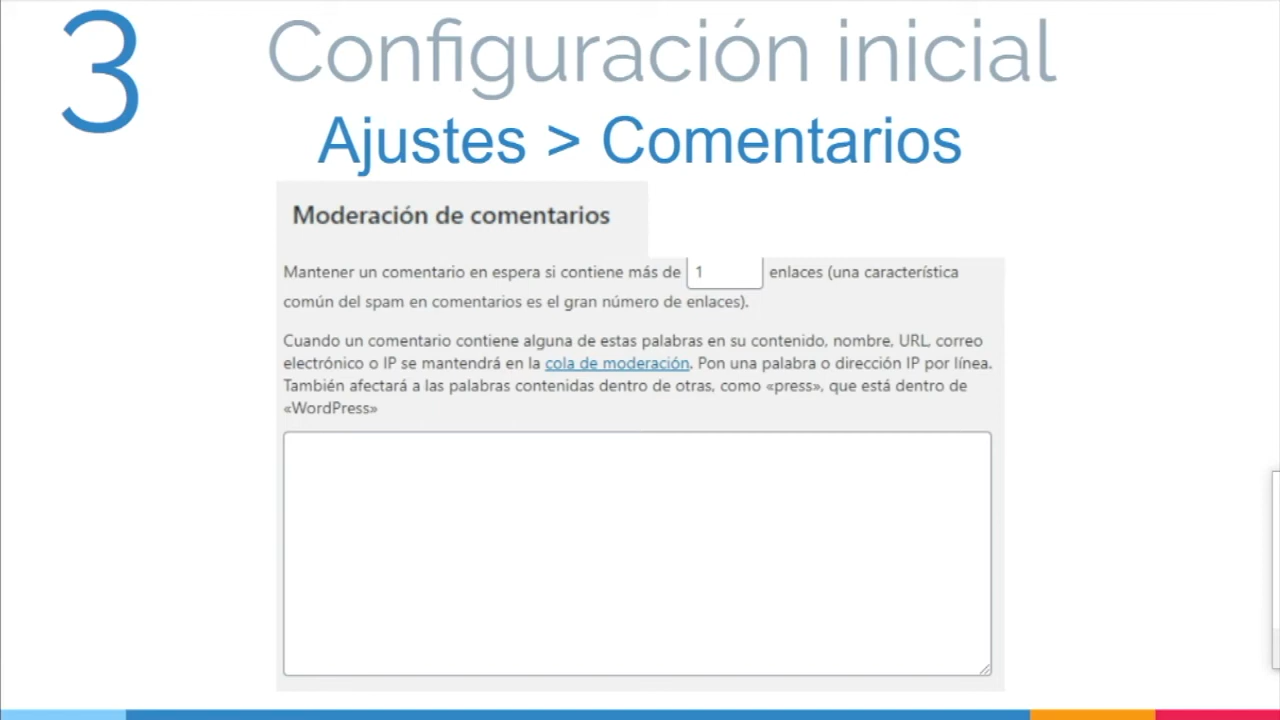 3
Configuración inicial
Ajustes > Comentarios
Moderación de comentarios
Mantener un comentario en espera si contiene más de 1 enlaces (una característica
común del spam en comentarios es el gran número de enlaces).
Cuando un comentario contiene alguna de estas palabras en su contenido, nombre, URL, correo
electrónico o IP se mantendrá en la cola de moderación. Pon una palabra o dirección IP por línea.
También afectará a las palabras contenidas dentro de otras, como «press», que está dentro de
«WordPress»